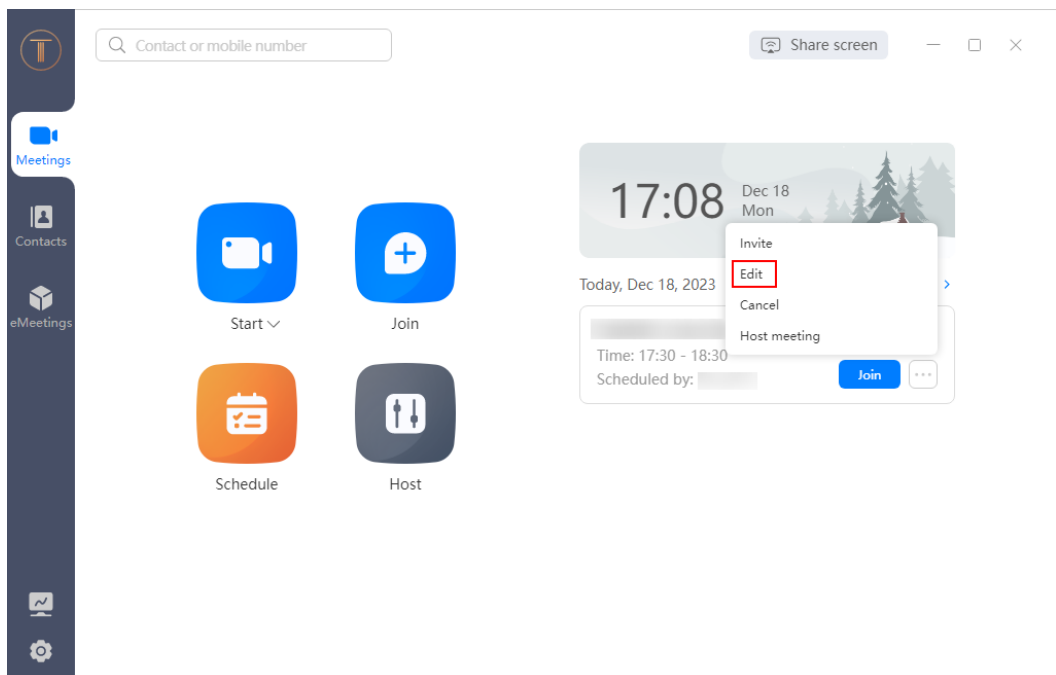 Contact or mobile number
Share screen
Meetings
Contacts
eMeetings
Start
Join
Schedule
Host
17:08
Dec 18
Mon
Today, Dec 18, 2023
Invite
Edit
Cancel
Host meeting
Time: 17:30 - 18:30
Scheduled by:
Join